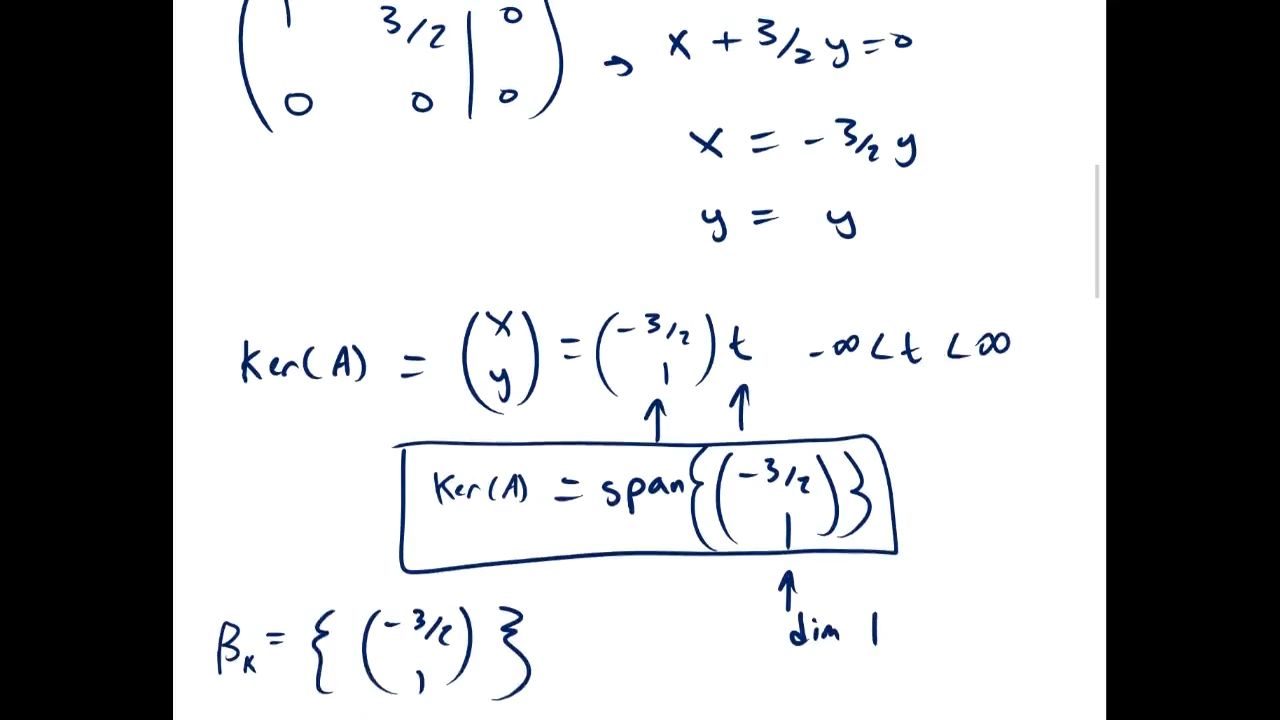 ( 1 3/2 | 0 )
( 0 0 | 0 )
→ x + 3/2 y = 0
x = - 3/2 y
y = y
Ker(A) = (x y) = (-3/2 1) t -∞ < t < ∞
↑ ↑
Ker(A) = span{(-3/2 1)}
↑
dim 1
β_K = { (-3/2 1) }